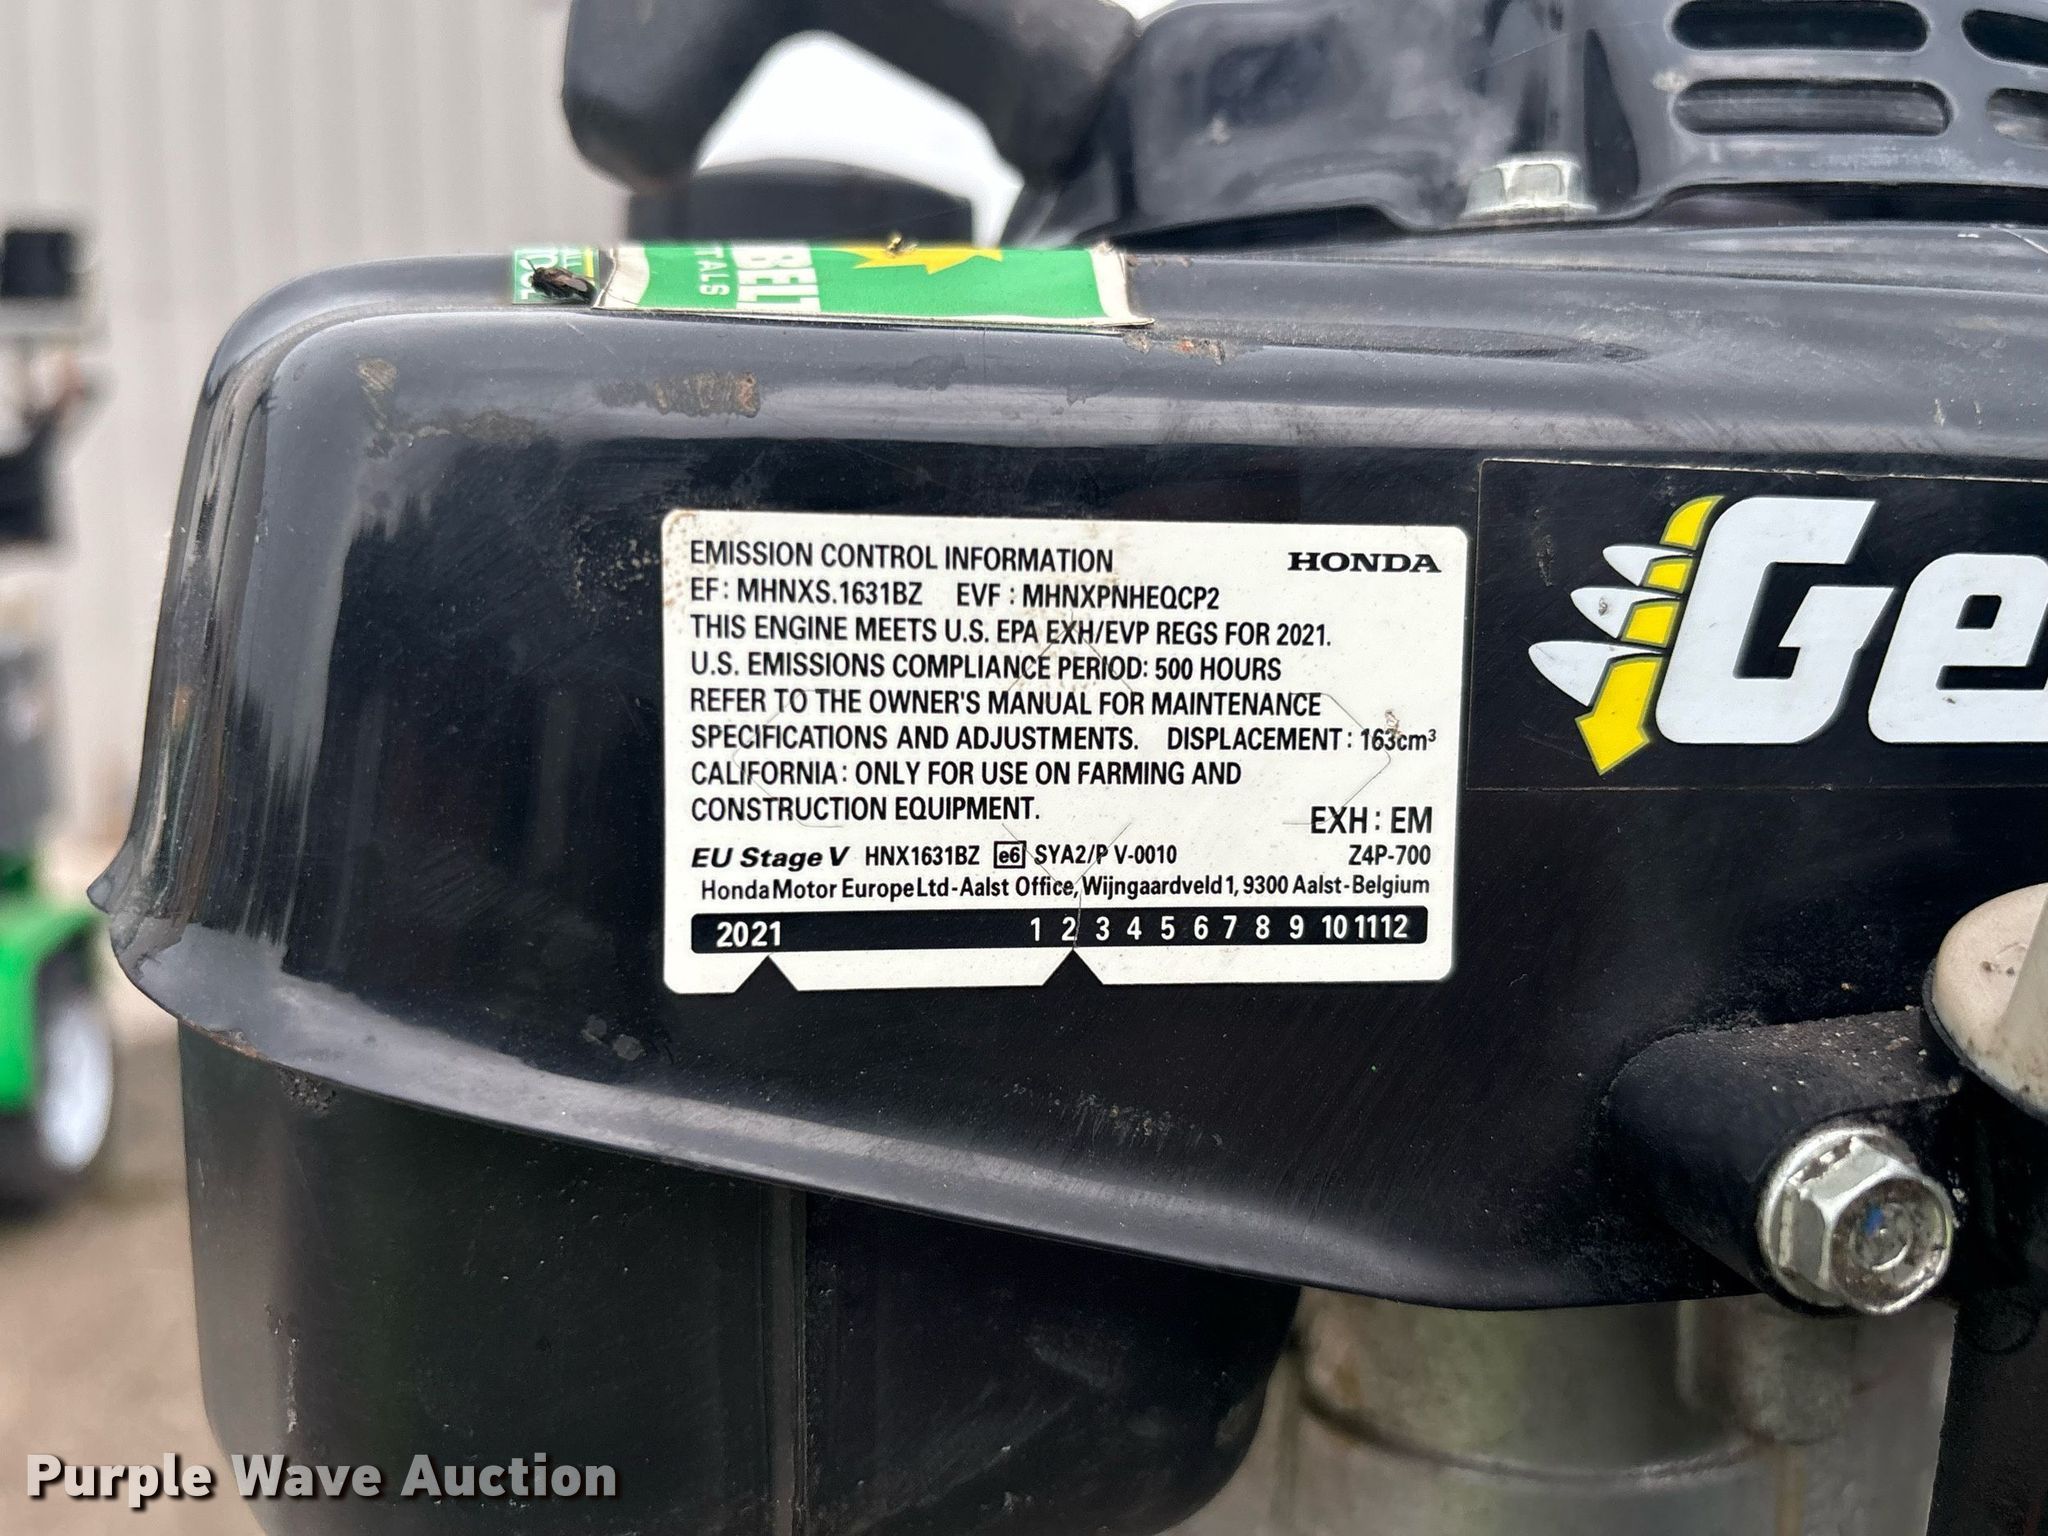 BELT
TALS
EMISSION CONTROL INFORMATION HONDA
EF: MHNXS.1631BZ EVF : MHNXPNHEQCP2
THIS ENGINE MEETS U.S. EPA EXH/EVP REGS FOR 2021.
U.S. EMISSIONS COMPLIANCE PERIOD: 500 HOURS
REFER TO THE OWNER'S MANUAL FOR MAINTENANCE
SPECIFICATIONS AND ADJUSTMENTS. DISPLACEMENT : 163cm³
CALIFORNIA: ONLY FOR USE ON FARMING AND
CONSTRUCTION EQUIPMENT. EXH : EM
EU Stage V HNX1631BZ e6 SYA2/P V-0010 Z4P-700
Honda Motor Europe Ltd - Aalst Office, Wijngaardveld 1, 9300 Aalst - Belgium
2021 1 2 3 4 5 6 7 8 9 10 11 12
Ge
Purple Wave Auction